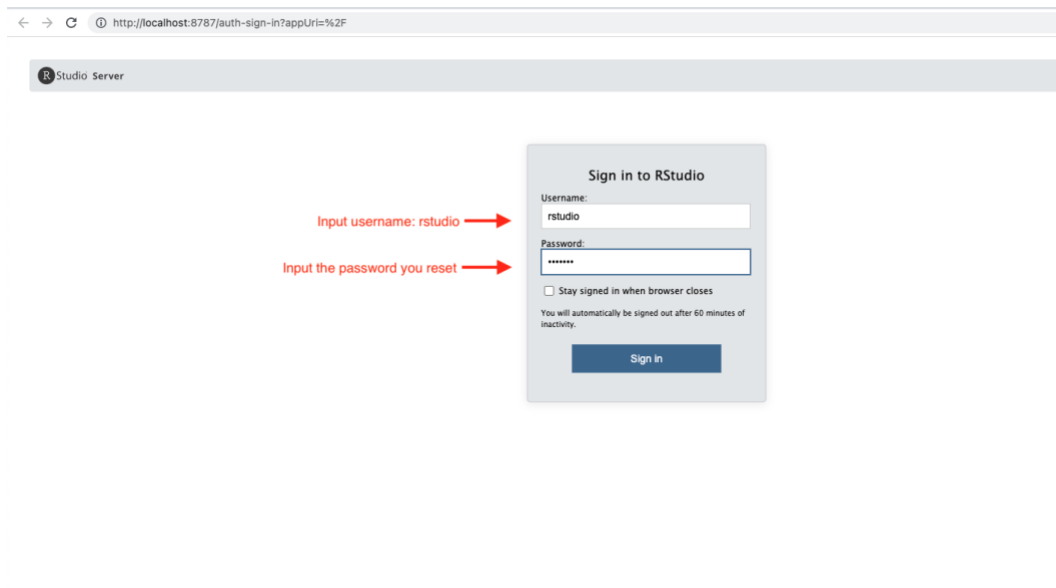 http://localhost:8787/auth-sign-in?appUri=%2F
R Studio Server
Sign in to RStudio
Username:
Input username: rstudio
rstudio
Password:
Input the password you reset
•••••••
Stay signed in when browser closes
You will automatically be signed out after 60 minutes of
inactivity.
Sign in